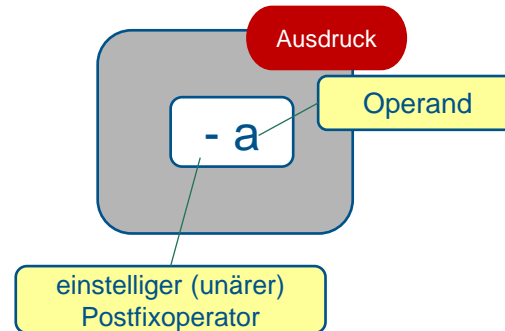 Ausdruck
Operand
- a
einstelliger (unärer)
Postfixoperator